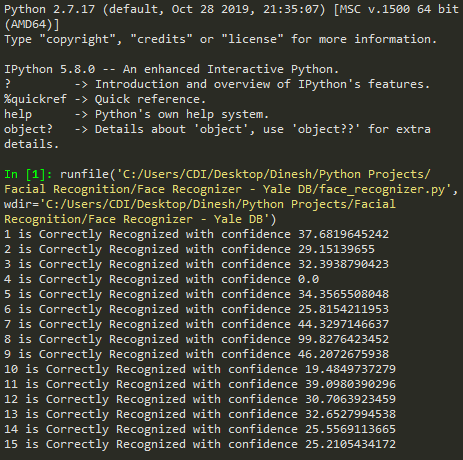 Python 2.7.17 (default, Oct 28 2019, 21:35:07) [MSC v.1500 64 bit
(AMD64)]
Type "copyright", "credits" or "license" for more information.
IPython 5.8.0 -- An enhanced Interactive Python.
?         -> Introduction and overview of IPython's features.
%quickref -> Quick reference.
help      -> Python's own help system.
object?   -> Details about 'object', use 'object??' for extra
details.
In [1]: runfile('C:/Users/CDI/Desktop/Dinesh/Python Projects/
Facial Recognition/Face Recognizer - Yale DB/face_recognizer.py',
wdir='C:/Users/CDI/Desktop/Dinesh/Python Projects/Facial
Recognition/Face Recognizer - Yale DB')
1 is Correctly Recognized with confidence 37.6819645242
2 is Correctly Recognized with confidence 29.15139655
3 is Correctly Recognized with confidence 32.3938790423
4 is Correctly Recognized with confidence 0.0
5 is Correctly Recognized with confidence 34.3565508048
6 is Correctly Recognized with confidence 25.8154211953
7 is Correctly Recognized with confidence 44.3297146637
8 is Correctly Recognized with confidence 99.8276423452
9 is Correctly Recognized with confidence 46.2072675938
10 is Correctly Recognized with confidence 19.4849737279
11 is Correctly Recognized with confidence 39.0980390296
12 is Correctly Recognized with confidence 30.7063923459
13 is Correctly Recognized with confidence 32.6527994538
14 is Correctly Recognized with confidence 25.5569113665
15 is Correctly Recognized with confidence 25.2105434172